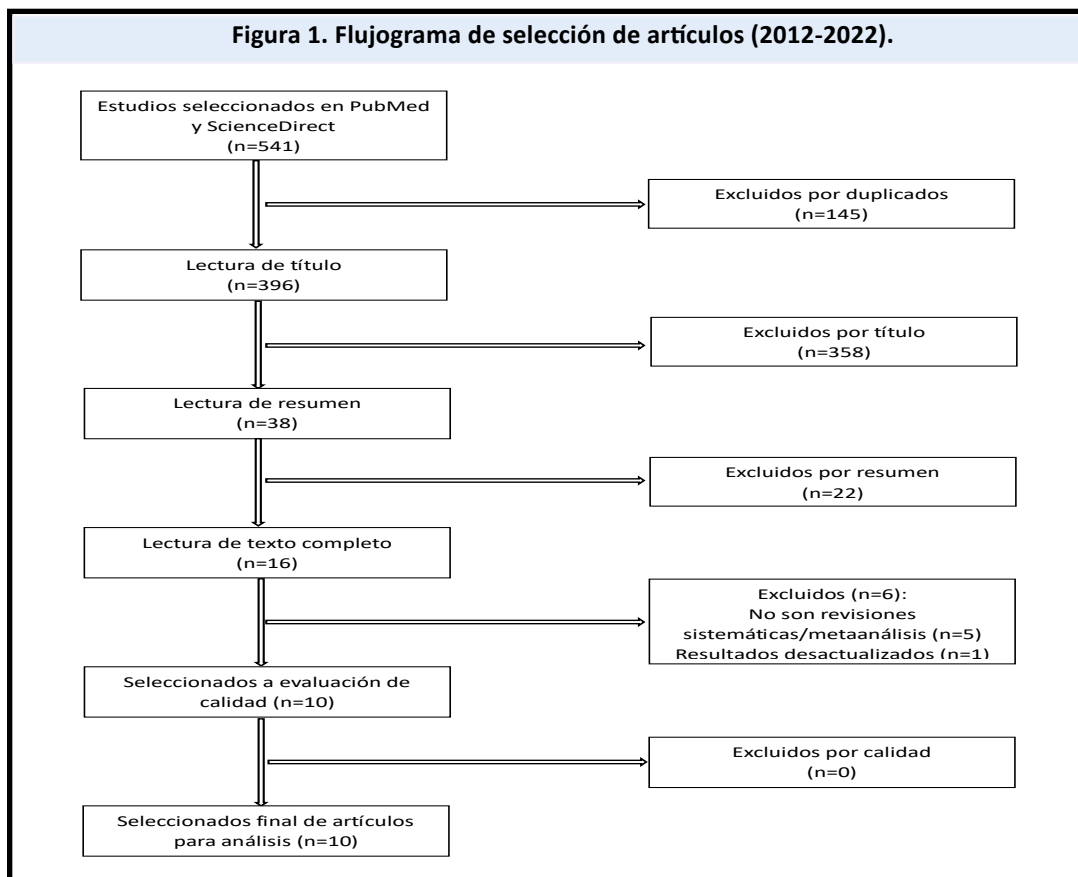 Figura 1. Flujograma de selección de artículos (2012-2022).
Estudios seleccionados en PubMed
y ScienceDirect
(n=541)
Excluidos por duplicados
(n=145)
Lectura de título
(n=396)
Excluidos por título
(n=358)
Lectura de resumen
(n=38)
Excluidos por resumen
(n=22)
Lectura de texto completo
(n=16)
Excluidos (n=6):
No son revisiones
sistemáticas/metaanálisis (n=5)
Resultados desactualizados (n=1)
Seleccionados a evaluación de
calidad (n=10)
Excluidos por calidad
(n=0)
Seleccionados final de artículos
para análisis (n=10)